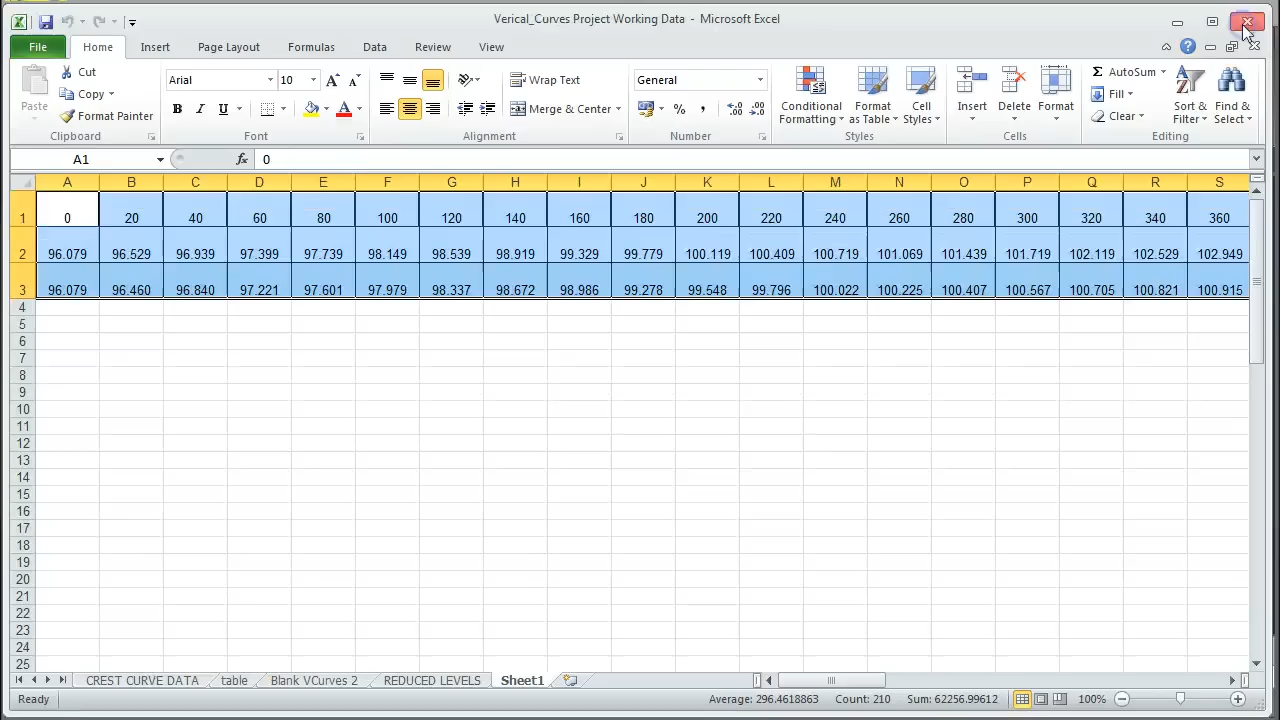 Verical_Curves Project Working Data - Microsoft Excel
File Home Insert Page Layout Formulas Data Review View
Paste Cut Copy Format Painter Clipboard
Arial 10 B I U Font
Wrap Text Merge & Center Alignment
General % , Number
Conditional Formatting Format as Table Cell Styles Styles
Insert Delete Format Cells
Σ AutoSum Fill Clear Sort & Filter Find & Select Editing
A1 fx 0
A B C D E F G H I J K L M N O P Q R S
1 0 20 40 60 80 100 120 140 160 180 200 220 240 260 280 300 320 340 360
2 96.079 96.529 96.939 97.399 97.739 98.149 98.539 98.919 99.329 99.779 100.119 100.409 100.719 101.069 101.439 101.719 102.119 102.529 102.949
3 96.079 96.460 96.840 97.221 97.601 97.979 98.337 98.672 98.986 99.278 99.548 99.796 100.022 100.225 100.407 100.567 100.705 100.821 100.915
4
5
6
7
8
9
10
11
12
13
14
15
16
17
18
19
20
21
22
23
24
25
CREST CURVE DATA table Blank VCurves 2 REDUCED LEVELS Sheet1
Ready Average: 296.4618863 Count: 210 Sum: 62256.99612 100%